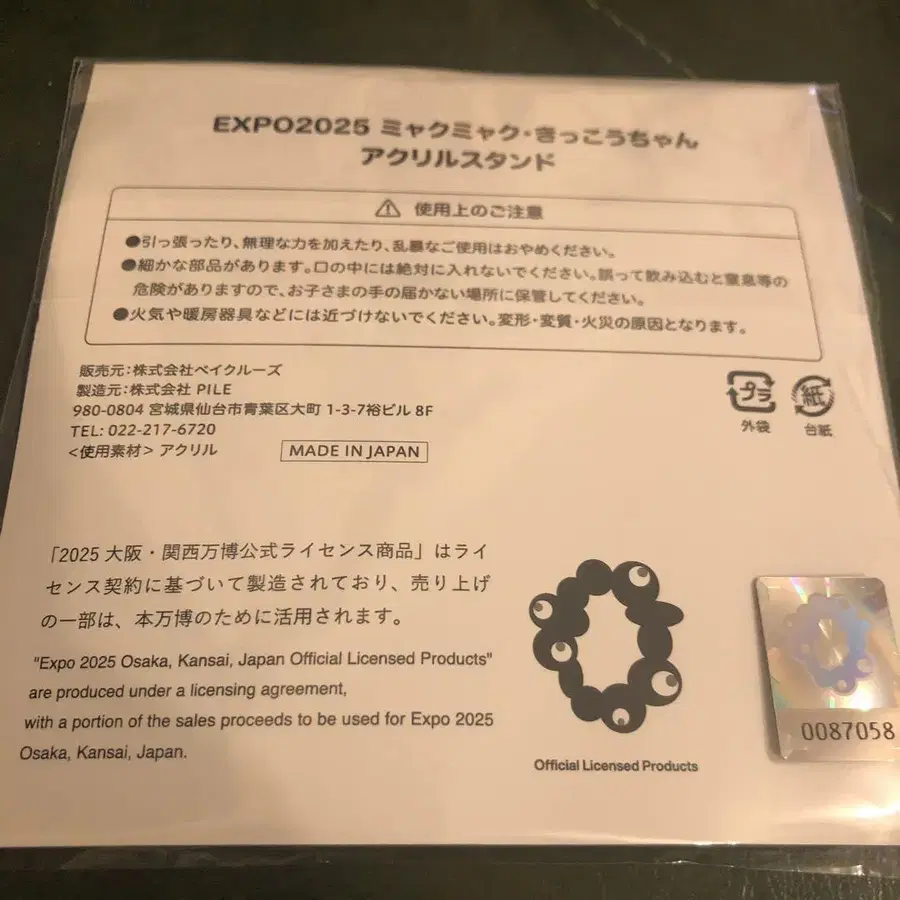 EXPO2025 ミャクミャク・きっこうちゃん
アクリルスタンド
使用上のご注意
●引っ張ったり、無理な力を加えたり、乱暴なご使用はおやめください。
●細かな部品があります。口の中には絶対に入れないでください。誤って飲み込むと窒息等の
危険がありますので、お子さまの手の届かない場所に保管してください。
●火気や暖房器具などには近づけないでください。変形・変質・火災の原因となります。
販売元:株式会社ベイクルーズ
製造元:株式会社 PILE
980-0804 宮城県仙台市青葉区大町 1-3-7裕ビル 8F
TEL: 022-217-6720
<使用素材> アクリル
MADE IN JAPAN
プラ
外袋
紙
台紙
「2025 大阪・関西万博公式ライセンス商品」はライ
センス契約に基づいて製造されており、売り上げ
の一部は、本万博のために活用されます。
"Expo 2025 Osaka, Kansai, Japan Official Licensed Products"
are produced under a licensing agreement,
with a portion of the sales proceeds to be used for Expo 2025
Osaka, Kansai, Japan.
Official Licensed Products
0087058